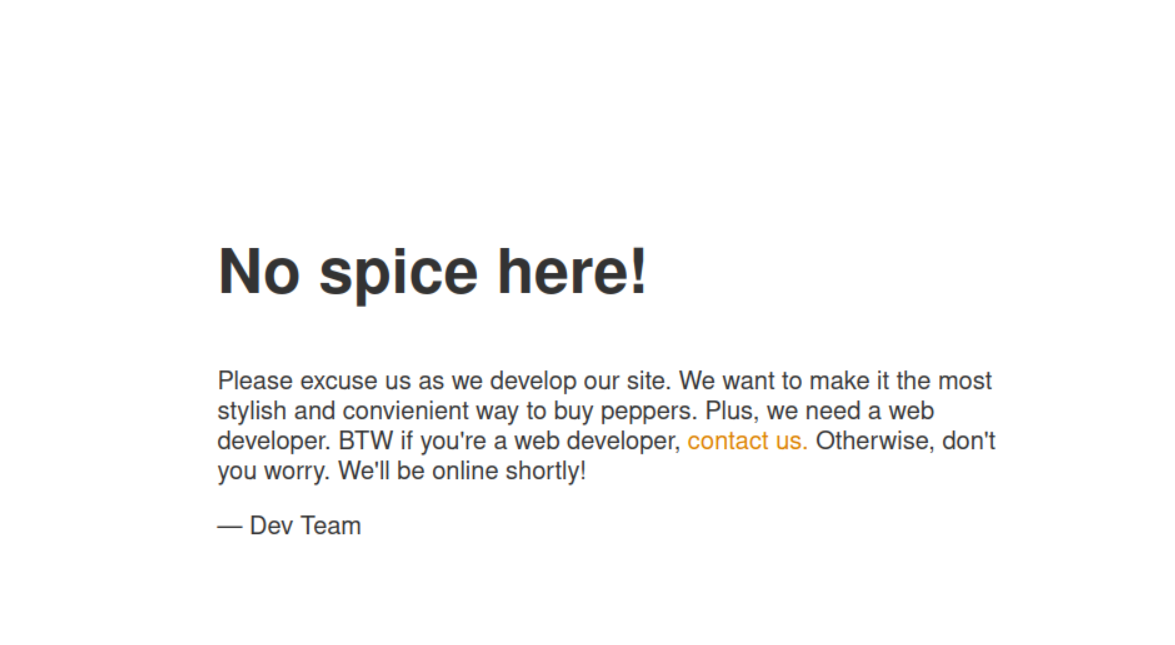 No spice here!
Please excuse us as we develop our site. We want to make it the most
stylish and convienient way to buy peppers. Plus, we need a web
developer. BTW if you're a web developer, contact us. Otherwise, don't
you worry. We'll be online shortly!
— Dev Team